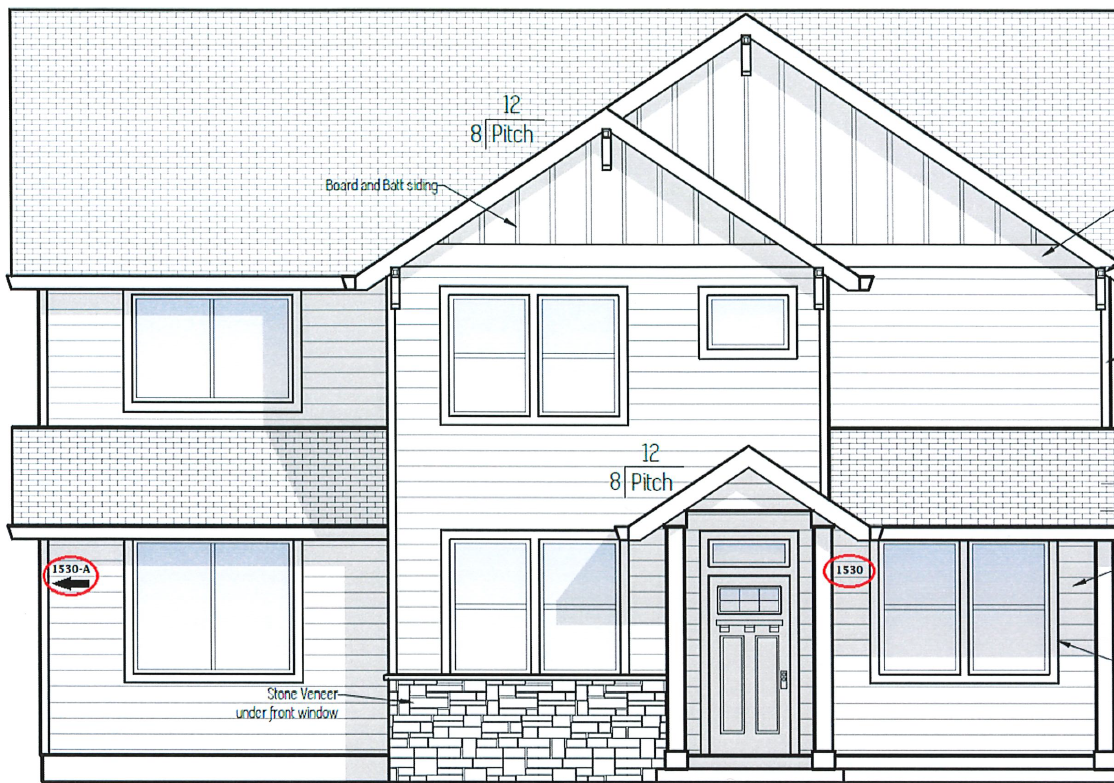 12
8 Pitch
Board and Batt siding
12
8 Pitch
1530-A
1530
Stone Veneer
under front window